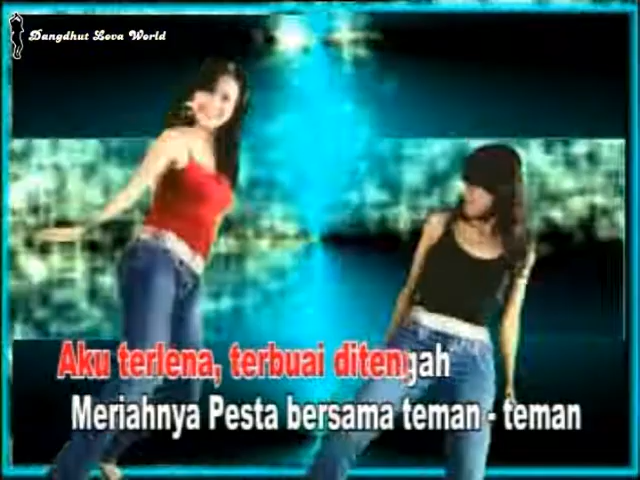 Dangdhut Lova World
Aku terlena, terbuai ditengah
Meriahnya Pesta bersama teman - teman